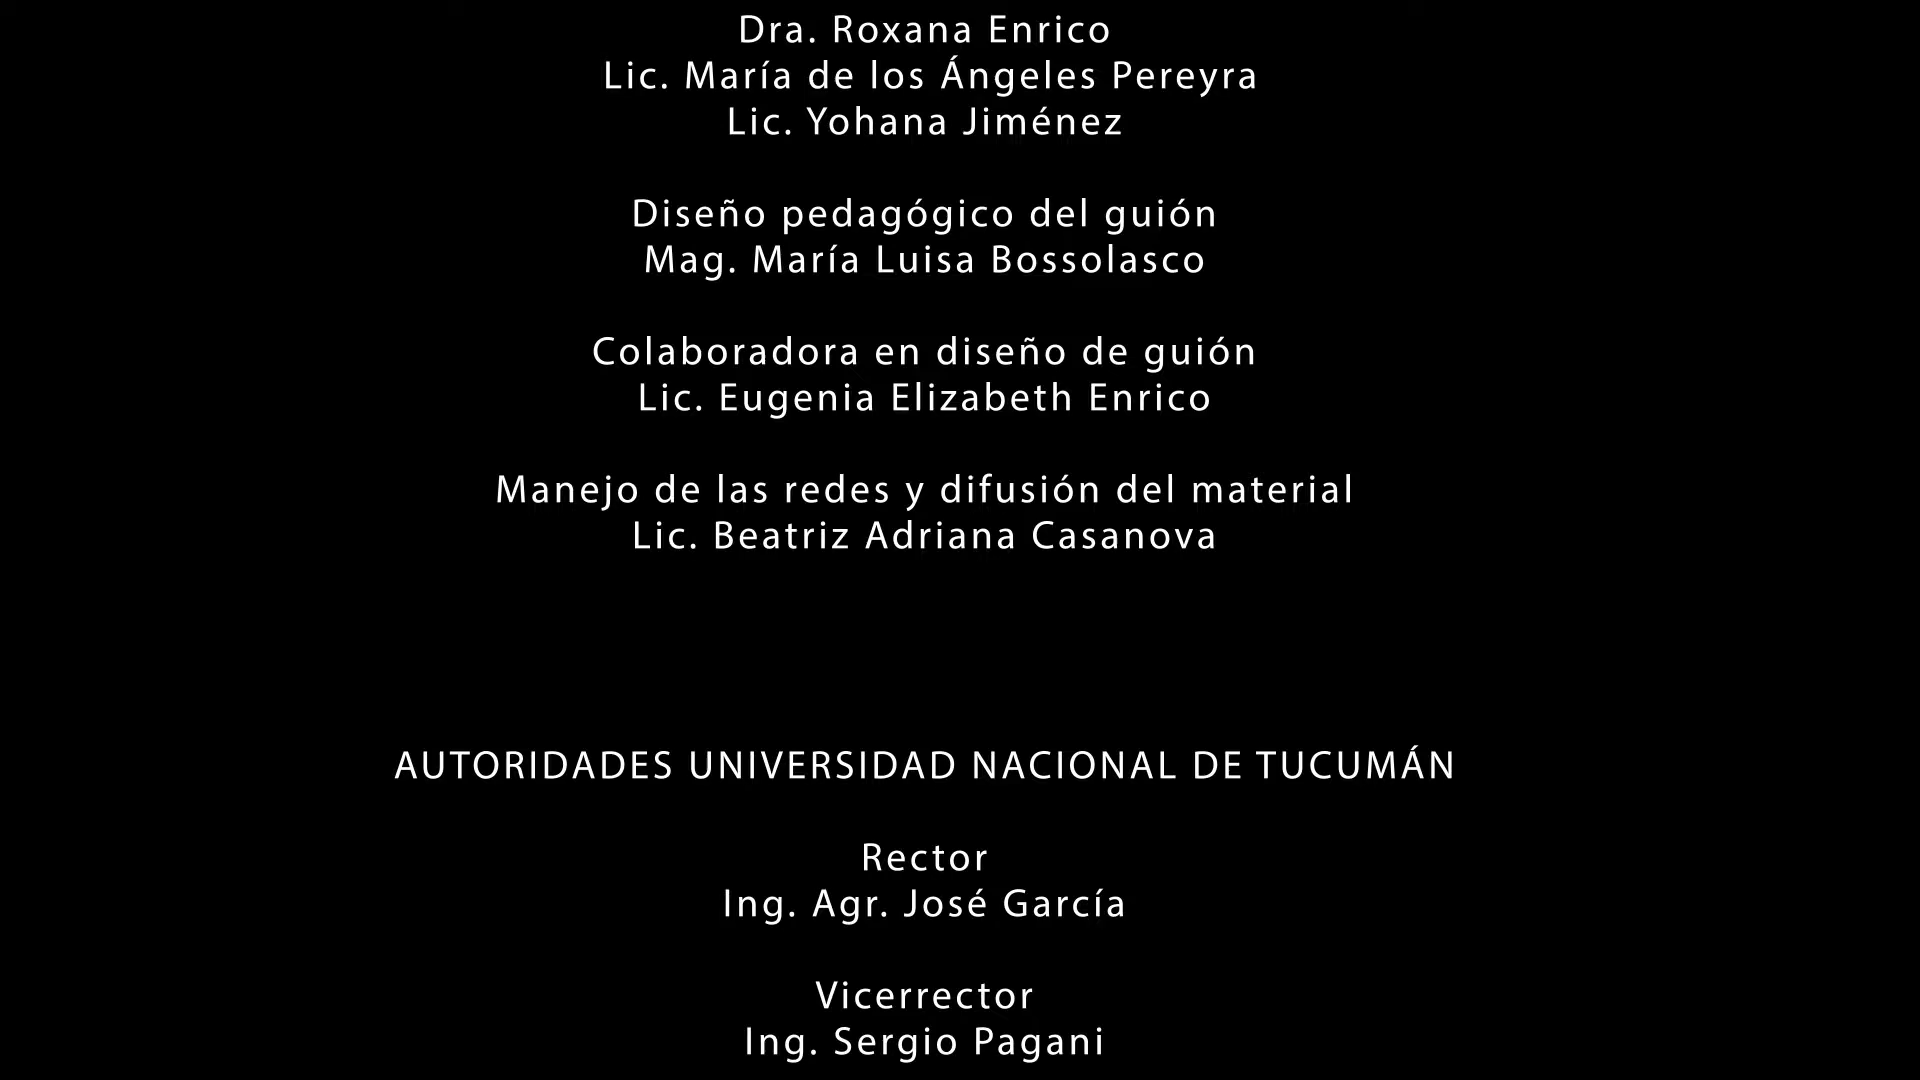 Dra. Roxana Enrico
Lic. María de los Ángeles Pereyra
Lic. Yohana Jiménez
Diseño pedagógico del guión
Mag. María Luisa Bossolasco
Colaboradora en diseño de guión
Lic. Eugenia Elizabeth Enrico
Manejo de las redes y difusión del material
Lic. Beatriz Adriana Casanova
AUTORIDADES UNIVERSIDAD NACIONAL DE TUCUMÁN
Rector
Ing. Agr. José García
Vicerrector
Ing. Sergio Pagani